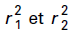 r₁² et r₂²